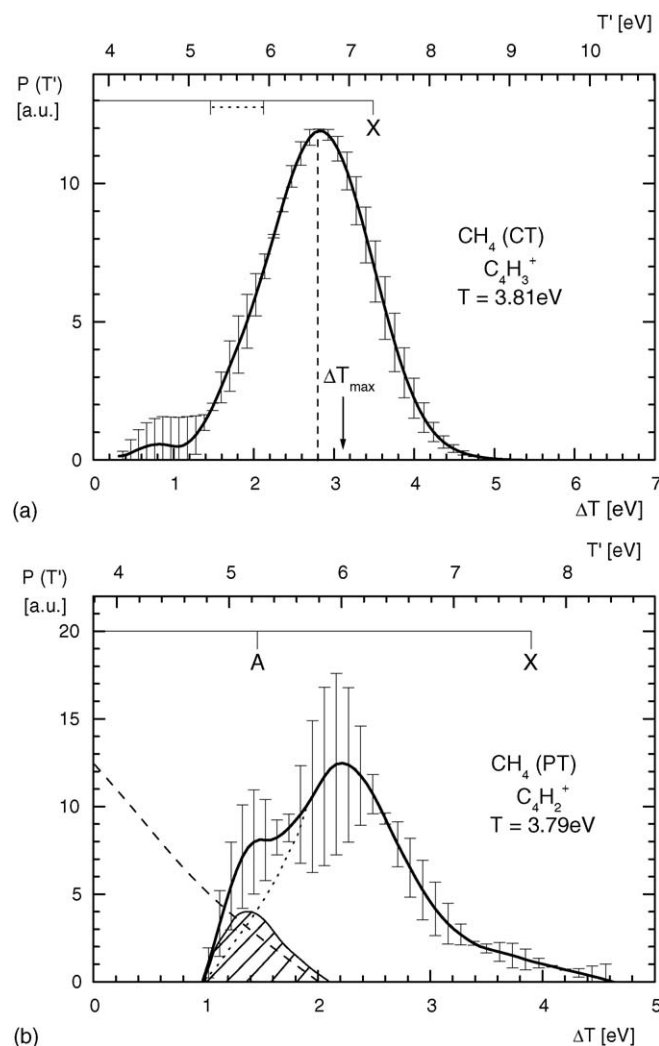 T' [eV]
4 5 6 7 8 9 10
P (T')
[a.u.]
X
10
CH₄ (CT)
C₄H₃⁺
T = 3.81eV
5
ΔTmax
0
0 1 2 3 4 5 6 7
(a)
ΔT [eV]
T' [eV]
4 5 6 7 8
P (T')
[a.u.]
20
A X
15
CH₄ (PT)
C₄H₂⁺
T = 3.79eV
10
5
0
0 1 2 3 4 5
(b)
ΔT [eV]